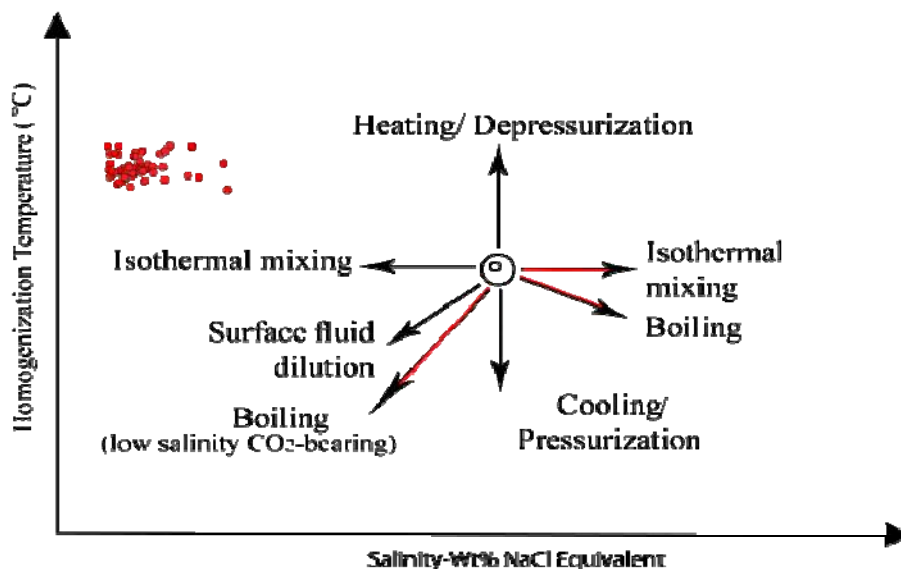 Homogenization Temperature (°C)
Heating/ Depressurization
Isothermal mixing
Isothermal
mixing
Surface fluid
dilution
Boiling
Boiling
(low salinity CO2-bearing)
Cooling/
Pressurization
Salinity-Wt% NaCl Equivalent